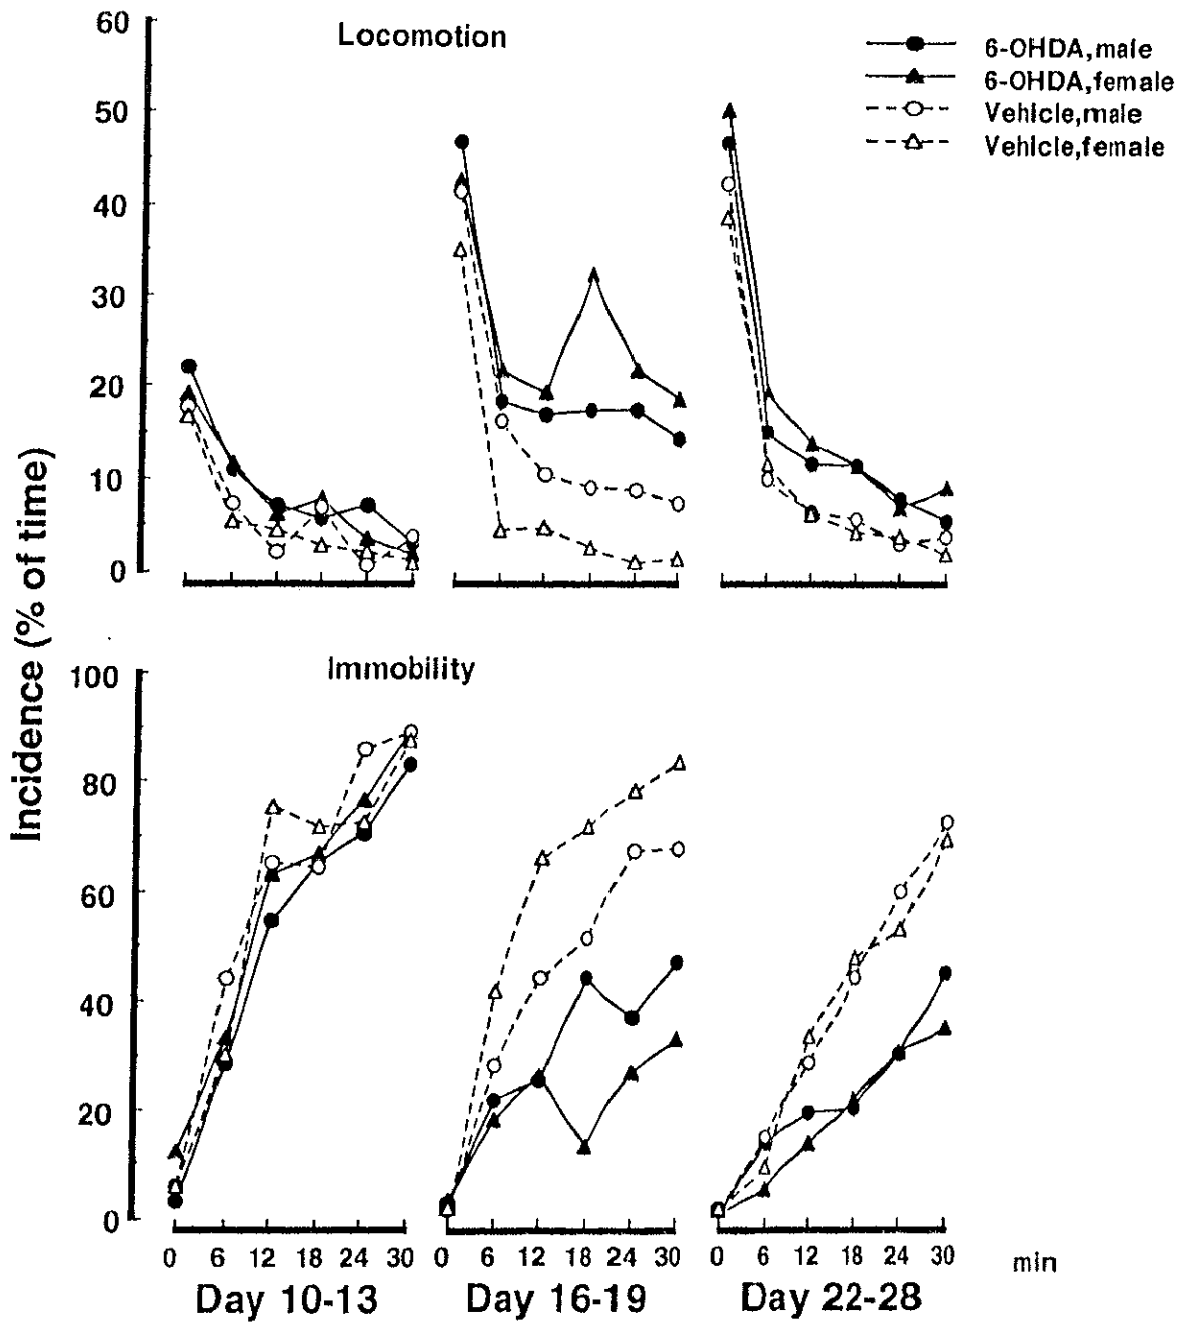 Locomotion
6-OHDA,male
6-OHDA,female
Vehicle,male
Vehicle,female
60
50
40
30
20
10
0
Incidence (% of time)
Immobility
100
80
60
40
20
0
0 6 12 18 24 30 0 6 12 18 24 30 0 6 12 18 24 30 min
Day 10-13 Day 16-19 Day 22-28